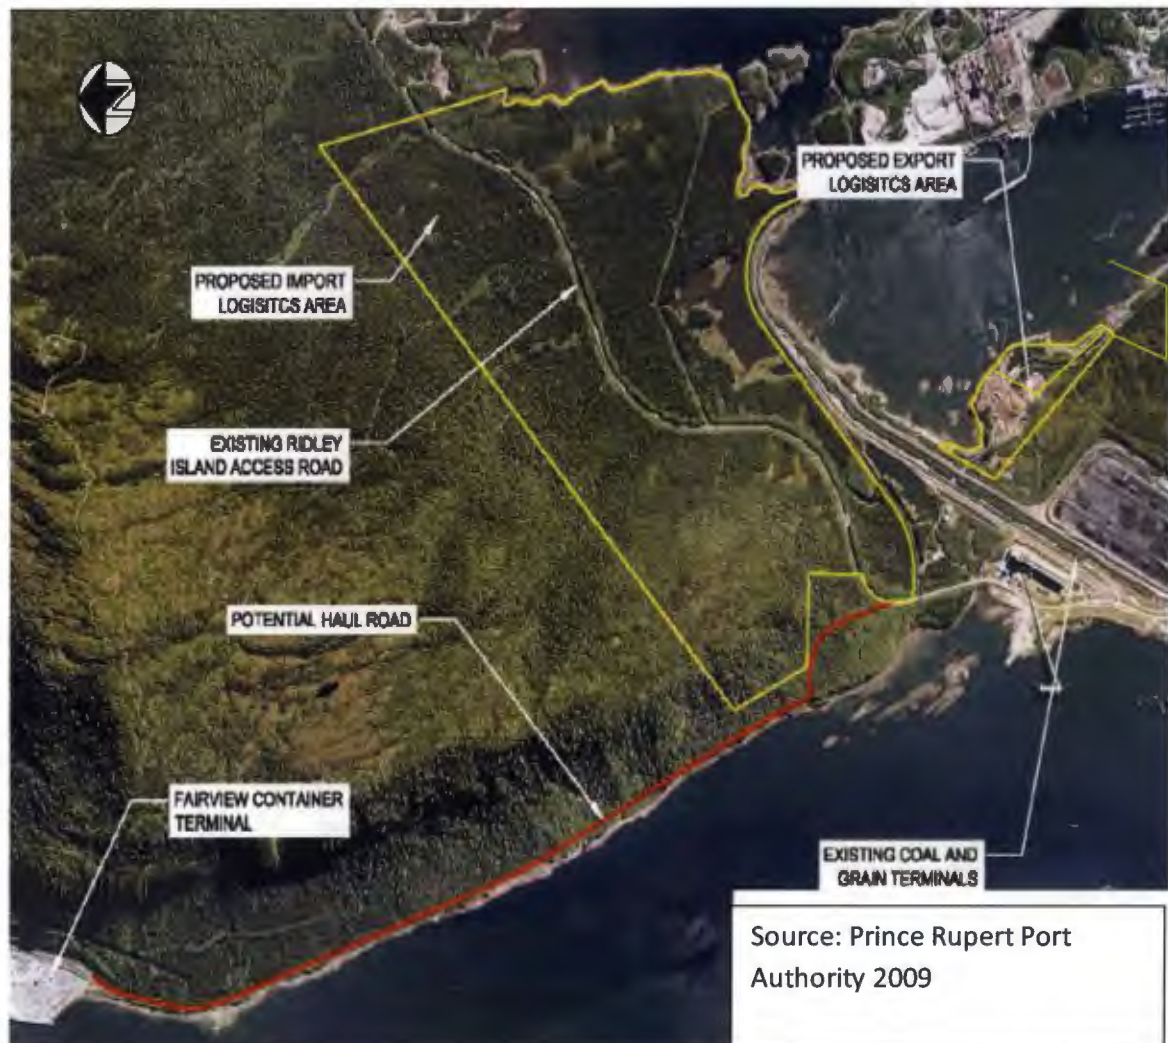 PROPOSED EXPORT
LOGISITCS AREA
PROPOSED IMPORT
LOGISITCS AREA
EXISTING RIDLEY
ISLAND ACCESS ROAD
POTENTIAL HAUL ROAD
FAIRVIEW CONTAINER
TERMINAL
EXISTING COAL AND
GRAIN TERMINALS
Source: Prince Rupert Port
Authority 2009